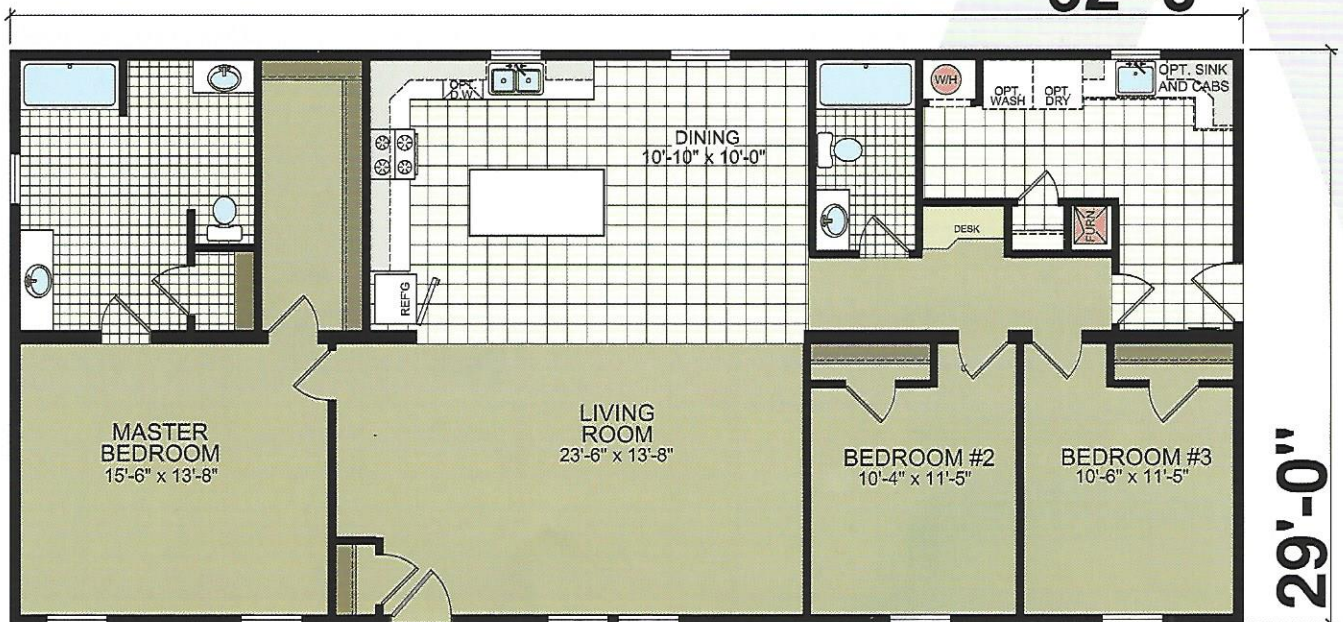 OPT.
D.W.
W/H
OPT.
WASH
OPT.
DRY
OPT. SINK
AND CABS
DINING
10'-10" x 10'-0"
REFG
DESK
FURN.
MASTER
BEDROOM
15'-6" x 13'-8"
LIVING
ROOM
23'-6" x 13'-8"
BEDROOM #2
10'-4" x 11'-5"
BEDROOM #3
10'-6" x 11'-5"
29'-0"